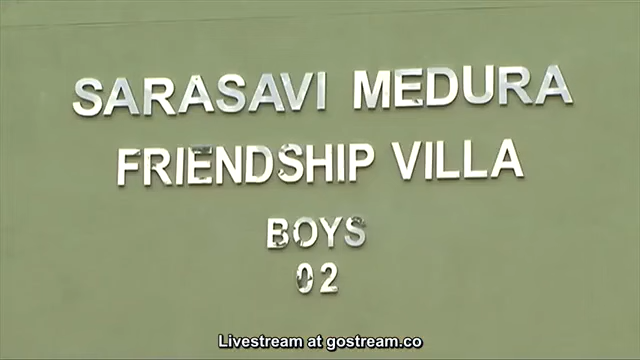 SARASAVI MEDURA
FRIENDSHIP VILLA
BOYS
02
Livestream at gostream.co